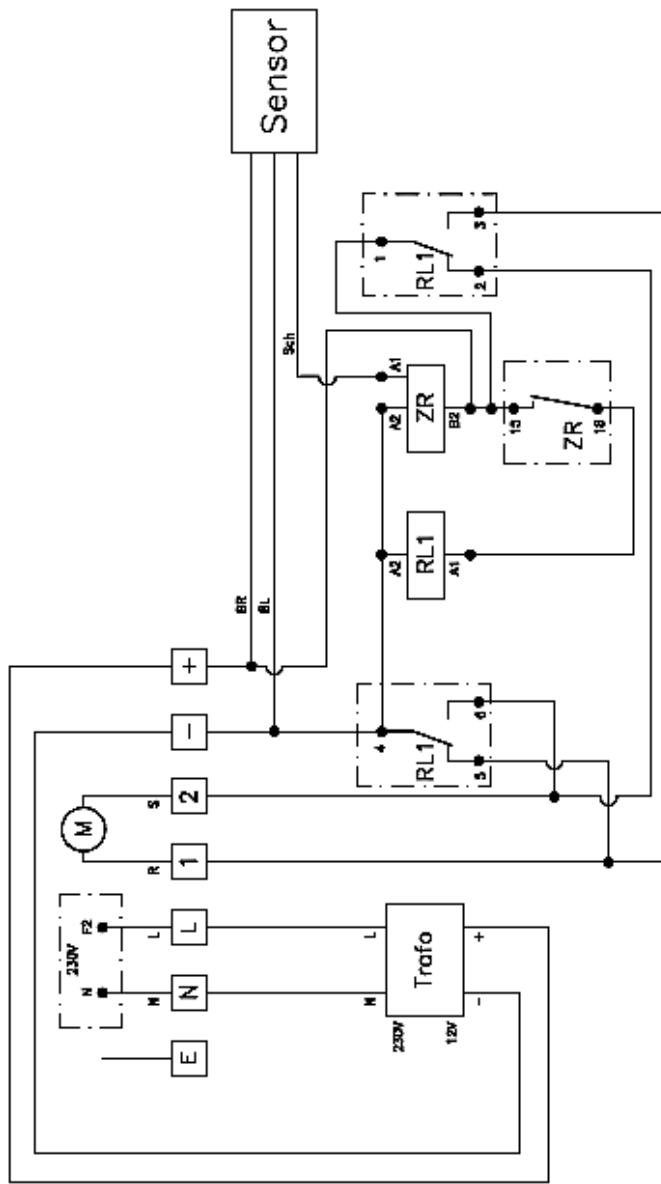 Sensor
BR
BL
Sch
+
-
2
1
L
N
E
S
R
L
N
M
230V
N
F2
1
RL1
2
3
A2
A1
ZR
B2
15
ZR
18
A2
RL1
A1
4
RL1
5
6
N
L
Trafo
230V
12V
-
+